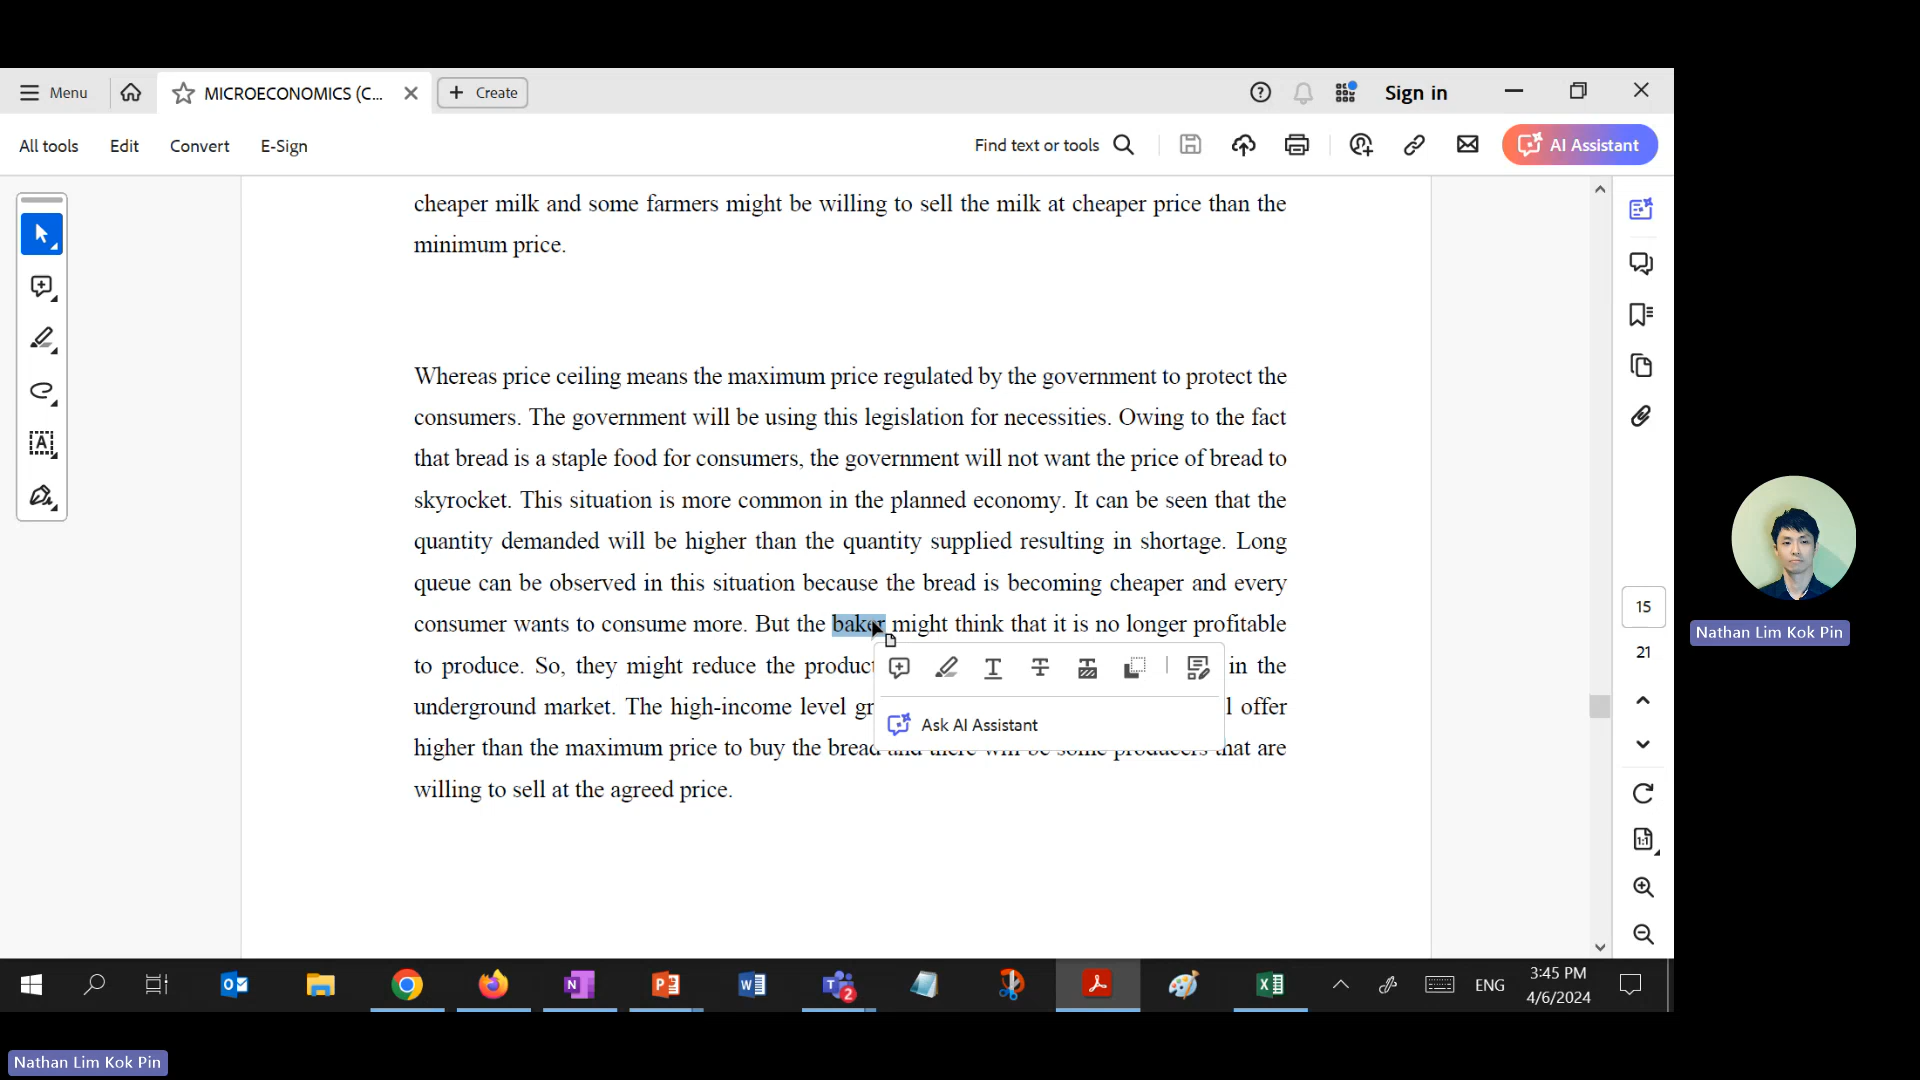 Menu
MICROECONOMICS (C...
Create
Sign in
All tools
Edit
Convert
E-Sign
Find text or tools
AI Assistant
cheaper milk and some farmers might be willing to sell the milk at cheaper price than the
minimum price.
Whereas price ceiling means the maximum price regulated by the government to protect the
consumers. The government will be using this legislation for necessities. Owing to the fact
that bread is a staple food for consumers, the government will not want the price of bread to
skyrocket. This situation is more common in the planned economy. It can be seen that the
quantity demanded will be higher than the quantity supplied resulting in shortage. Long
queue can be observed in this situation because the bread is becoming cheaper and every
consumer wants to consume more. But the baker might think that it is no longer profitable
to produce. So, they might reduce the product in the
underground market. The high-income level gr l offer
higher than the maximum price to buy the bread and there will be some producers that are
willing to sell at the agreed price.
Ask AI Assistant
15
21
Nathan Lim Kok Pin
ENG
3:45 PM
4/6/2024
2
Nathan Lim Kok Pin